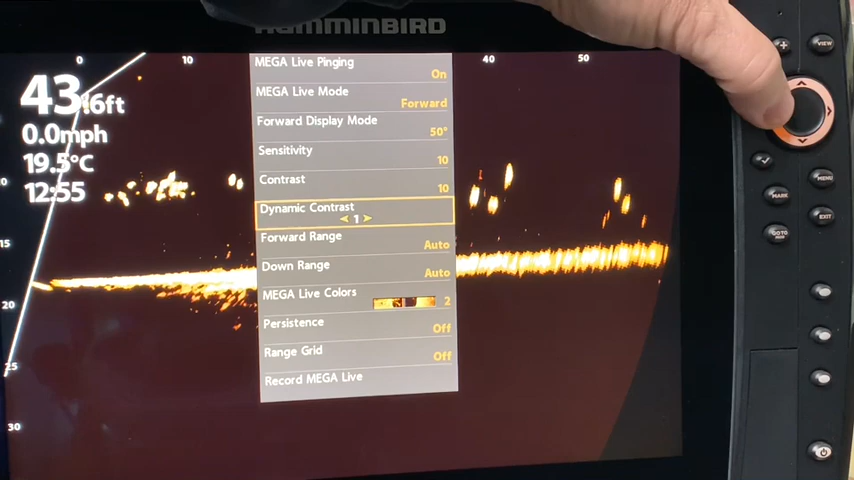 HUMMINBIRD
0 10 40 50
43.6ft
0.0mph
19.5°C
12:55
MEGA Live Pinging
On
MEGA Live Mode
Forward
Forward Display Mode
50°
Sensitivity
10
Contrast
10
Dynamic Contrast
< 1 >
Forward Range
Auto
Down Range
Auto
MEGA Live Colors
2
Persistence
Off
Range Grid
Off
Record MEGA Live
15
20
25
30
+
VIEW
MENU
MARK
EXIT
GOTO